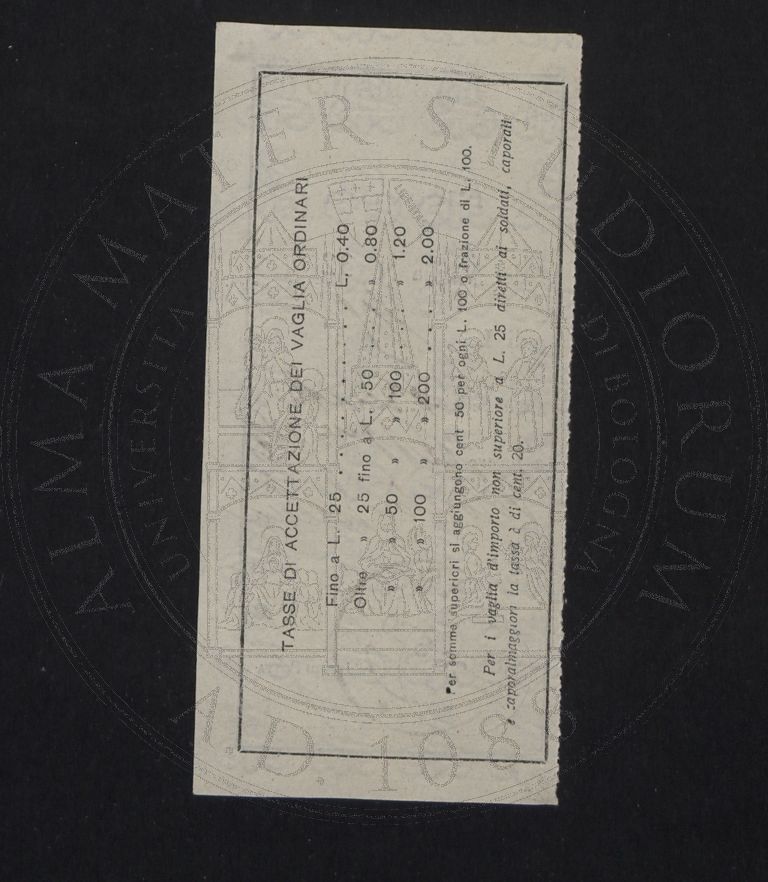 TASSE DI ACCETTAZIONE DEI VAGLIA ORDINARI
Fino a L. 25 . . . . . . . . . . . L. 0.40
Oltre » 25 fino a L. 50 . . . . » 0.80
» 50 » » 100 . . . . » 1.20
» 100 » » 200 . . . . » 2.00
Per somme superiori si aggiungono cent 50 per ogni L. 100 o frazione di L. 100.
Per i vaglia d'importo non superiore a L. 25 diretti ai soldati, caporali
e caporalmaggiori la tassa è di cent. 20.
ALMA MATER STUDIORUM
UNIVERSITÀ DI BOLOGNA
A.D. 1088